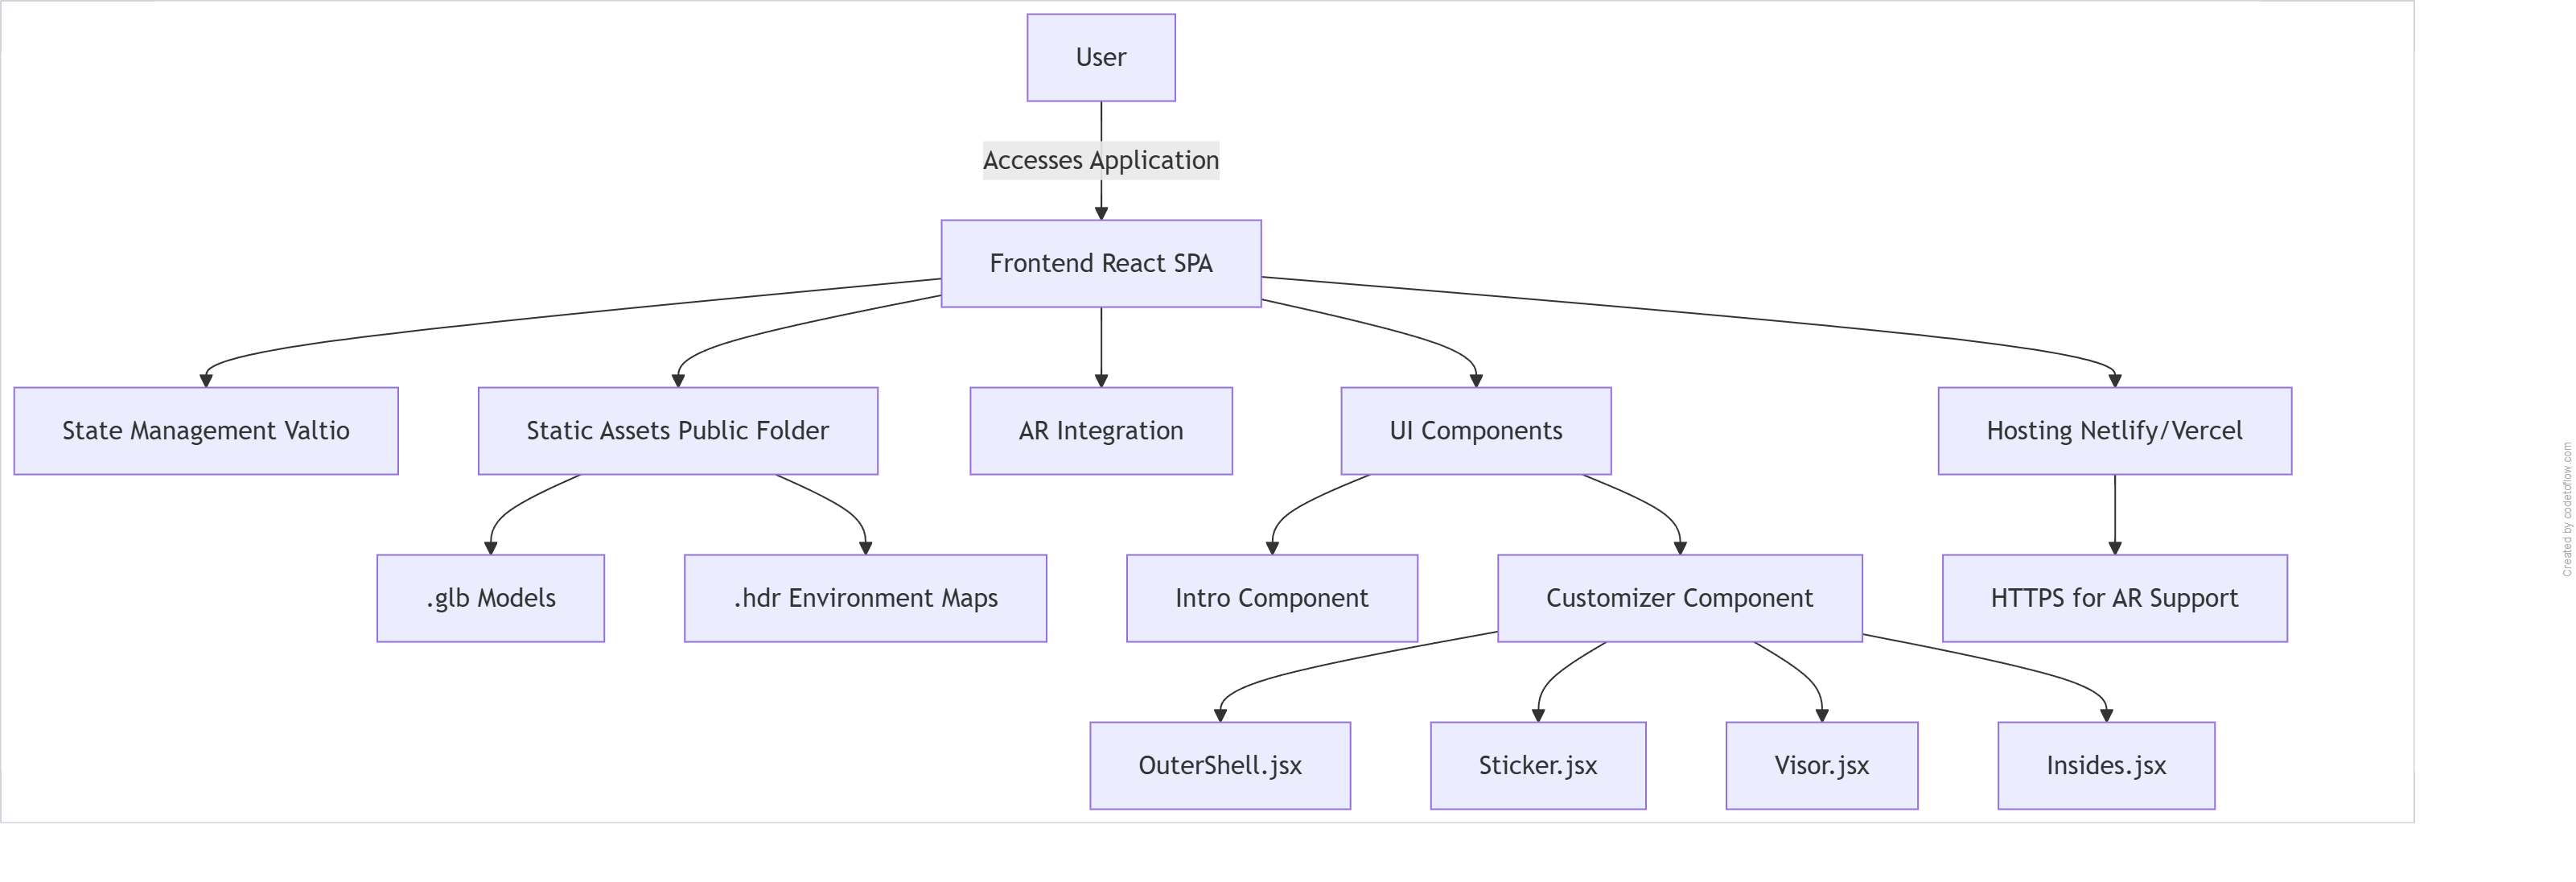 User
Accesses Application
Frontend React SPA
State Management Valtio
Static Assets Public Folder
AR Integration
UI Components
Hosting Netlify/Vercel
.glb Models
.hdr Environment Maps
Intro Component
Customizer Component
HTTPS for AR Support
OuterShell.jsx
Sticker.jsx
Visor.jsx
Insides.jsx
Created by codetoflow.com